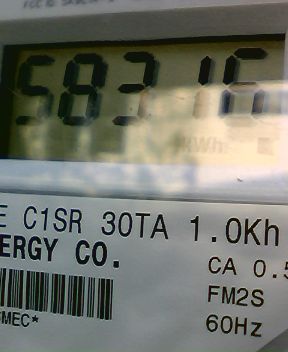 58316
kWh
E C1SR 30TA 1.0Kh
ERGY CO.
CA 0.5
FM2S
MEC*
60Hz